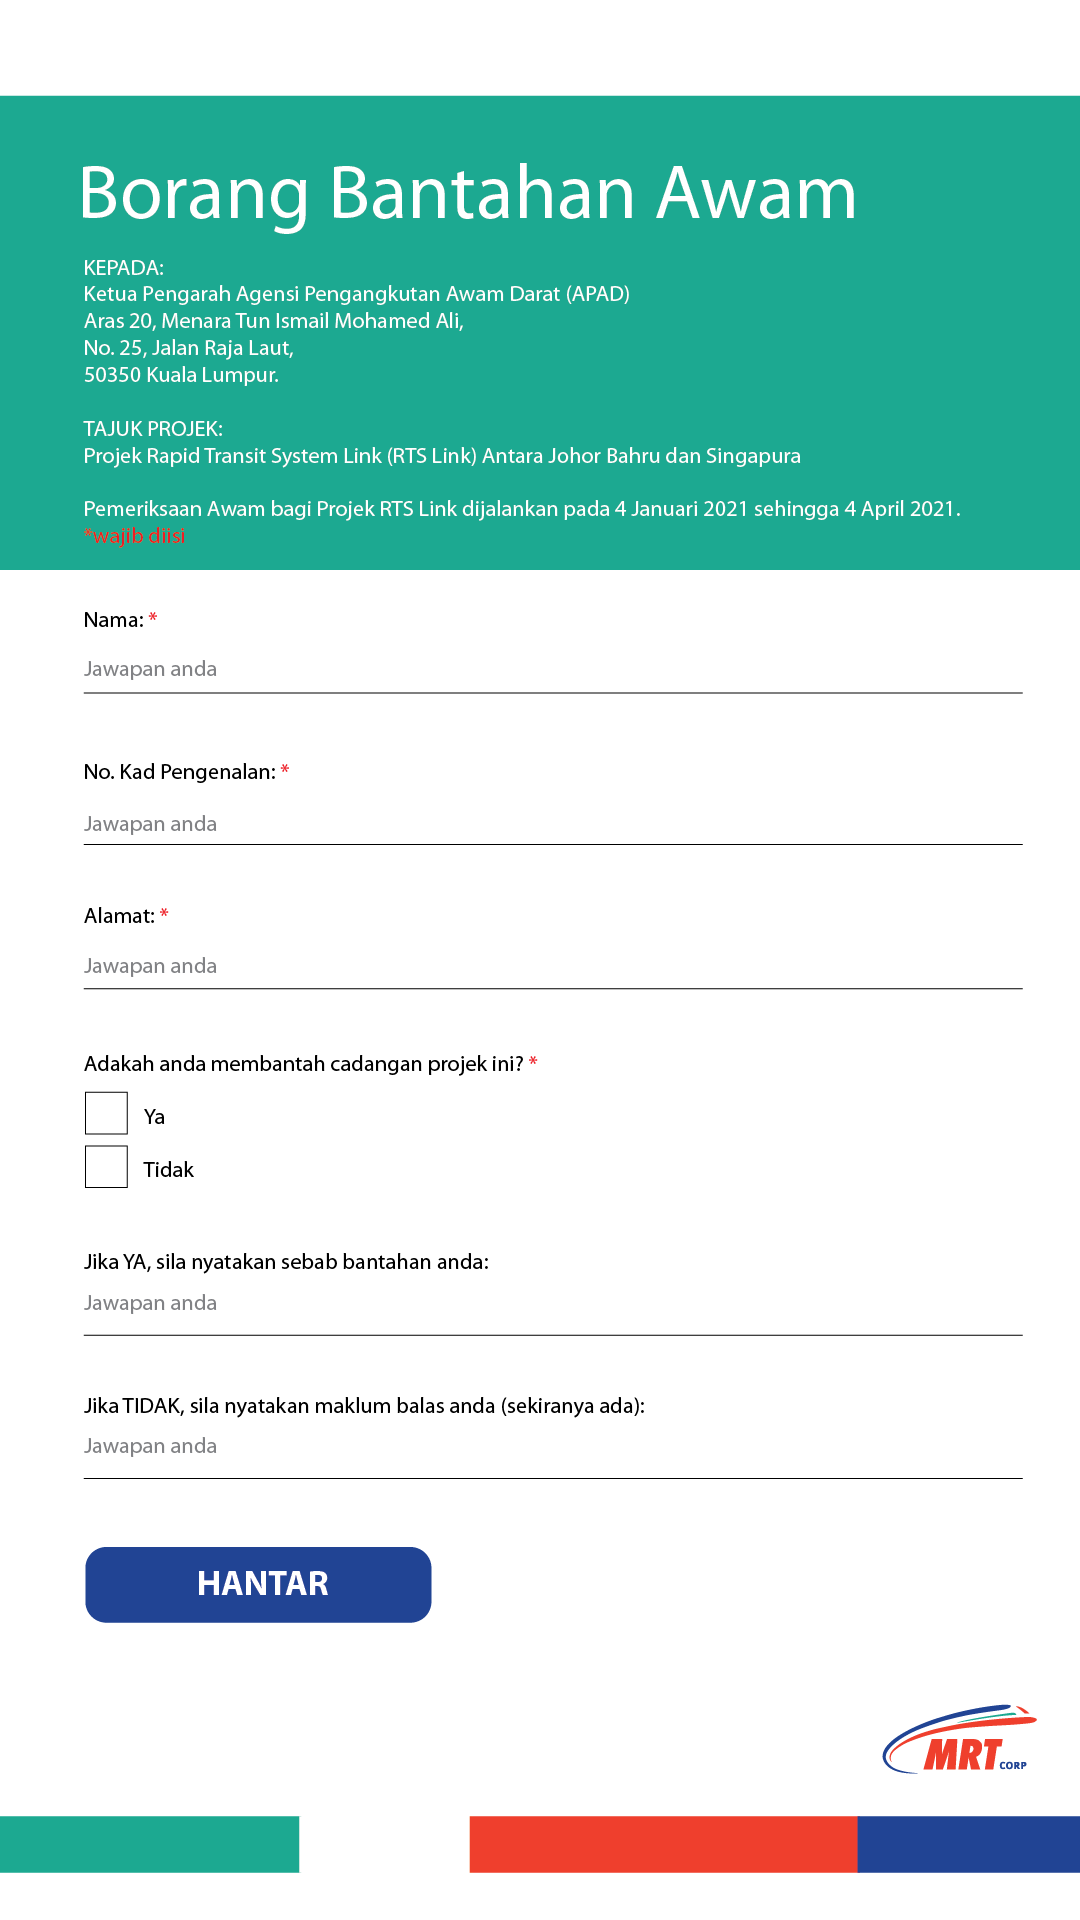 Borang Bantahan Awam
KEPADA:
Ketua Pengarah Agensi Pengangkutan Awam Darat (APAD)
Aras 20, Menara Tun Ismail Mohamed Ali,
No. 25, Jalan Raja Laut,
50350 Kuala Lumpur.
TAJUK PROJEK:
Projek Rapid Transit System Link (RTS Link) Antara Johor Bahru dan Singapura
Pemeriksaan Awam bagi Projek RTS Link dijalankan pada 4 Januari 2021 sehingga 4 April 2021.
*wajib diisi
Nama: *
Jawapan anda
No. Kad Pengenalan: *
Jawapan anda
Alamat: *
Jawapan anda
Adakah anda membantah cadangan projek ini? *
Ya
Tidak
Jika YA, sila nyatakan sebab bantahan anda:
Jawapan anda
Jika TIDAK, sila nyatakan maklum balas anda (sekiranya ada):
Jawapan anda
HANTAR
MRT CORP